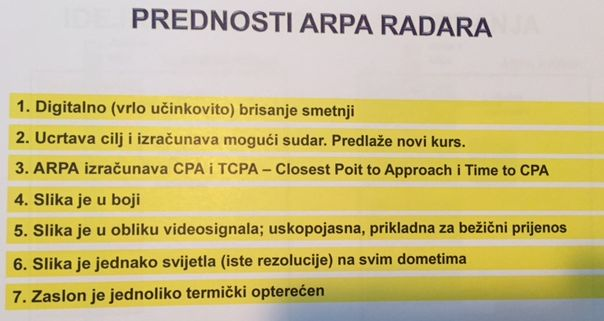 PREDNOSTI ARPA RADARA
1. Digitalno (vrlo učinkovito) brisanje smetnji
2. Ucrtava cilj i izračunava mogući sudar. Predlaže novi kurs.
3. ARPA izračunava CPA i TCPA – Closest Poit to Approach i Time to CPA
4. Slika je u boji
5. Slika je u obliku videosignala; uskopojasna, prikladna za bežični prijenos
6. Slika je jednako svijetla (iste rezolucije) na svim dometima
7. Zaslon je jednoliko termički opterećen